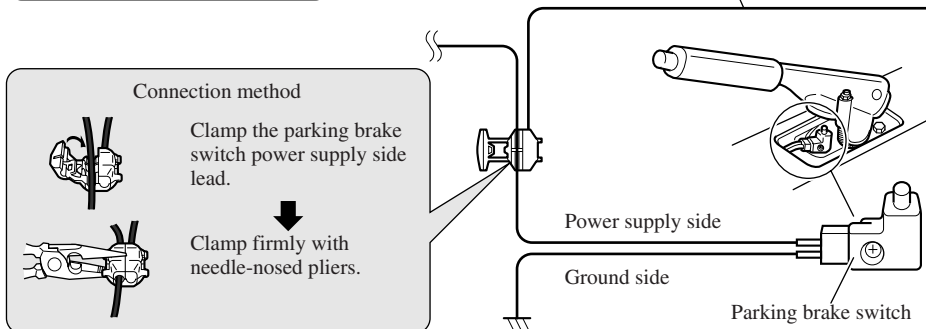 Connection method
Clamp the parking brake
switch power supply side
lead.
Clamp firmly with
needle-nosed pliers.
Power supply side
Ground side
Parking brake switch